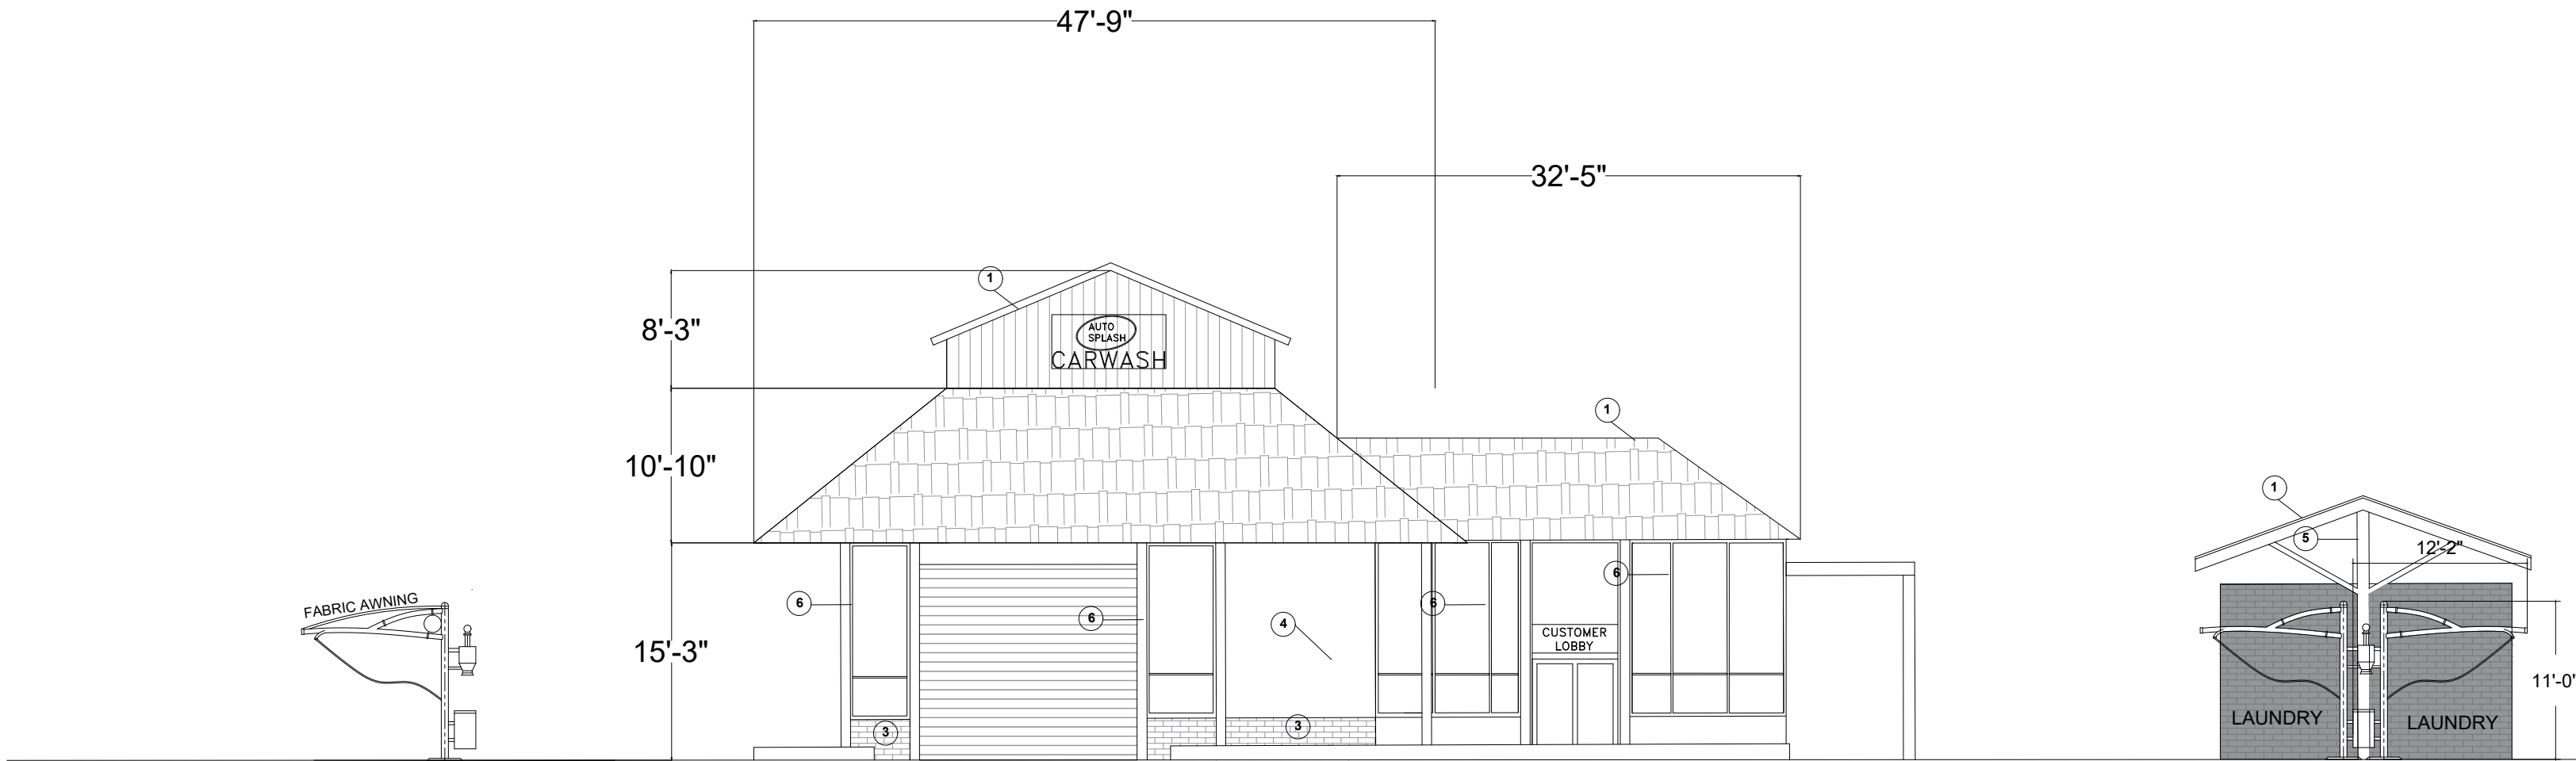 47'-9"
32'-5"
1
8'-3"
AUTO
SPLASH
CARWASH
1
10'-10"
1
5
12'-2"
6
6
6
6
FABRIC AWNING
4
15'-3"
CUSTOMER
LOBBY
11'-0"
LAUNDRY
LAUNDRY
3
3